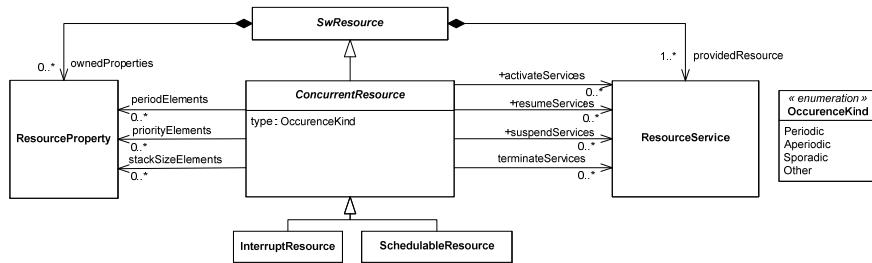 SwResource
0..*
ownedProperties
1..*
providedResource
ResourceProperty
periodElements
0..*
priorityElements
0..*
stackSizeElements
0..*
ConcurrentResource
type: OccurenceKind
+activateServices
0..*
+resumeServices
0..*
+suspendServices
0..*
terminateServices
0..*
ResourceService
« enumeration »
OccurenceKind
Periodic
Aperiodic
Sporadic
Other
InterruptResource
SchedulableResource